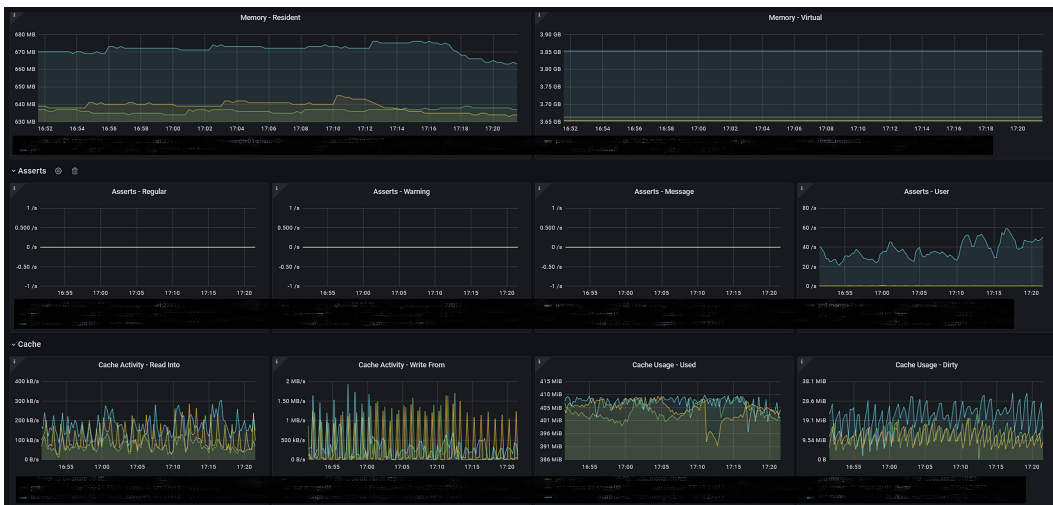 Memory - Resident
680 MB
670 MB
660 MB
650 MB
640 MB
630 MB
16:52 16:54 16:56 16:58 17:00 17:02 17:04 17:06 17:08 17:10 17:12 17:14 17:16 17:18 17:20
Memory - Virtual
3.90 GB
3.85 GB
3.80 GB
3.75 GB
3.70 GB
3.65 GB
16:52 16:54 16:56 16:58 17:00 17:02 17:04 17:06 17:08 17:10 17:12 17:14 17:16 17:18 17:20
Asserts
Asserts - Regular
1 /s
0.500 /s
0 /s
-0.50 /s
-1 /s
16:55 17:00 17:05 17:10 17:15 17:20
Asserts - Warning
1 /s
0.500 /s
0 /s
-0.50 /s
-1 /s
16:55 17:00 17:05 17:10 17:15 17:20
Asserts - Message
1 /s
0.500 /s
0 /s
-0.50 /s
-1 /s
16:55 17:00 17:05 17:10 17:15 17:20
Asserts - User
80 /s
60 /s
40 /s
20 /s
0 /s
16:55 17:00 17:05 17:10 17:15 17:20
Cache
Cache Activity - Read Into
400 kB/s
300 kB/s
200 kB/s
100 kB/s
0 B/s
16:55 17:00 17:05 17:10 17:15 17:20
Cache Activity - Write From
2 MB/s
1.50 MB/s
1 MB/s
500 kB/s
0 B/s
16:55 17:00 17:05 17:10 17:15 17:20
Cache Usage - Used
415 MiB
410 MiB
405 MiB
401 MiB
396 MiB
391 MiB
386 MiB
16:55 17:00 17:05 17:10 17:15 17:20
Cache Usage - Dirty
38.1 MiB
28.6 MiB
19.1 MiB
9.54 MiB
0 B
16:55 17:00 17:05 17:10 17:15 17:20